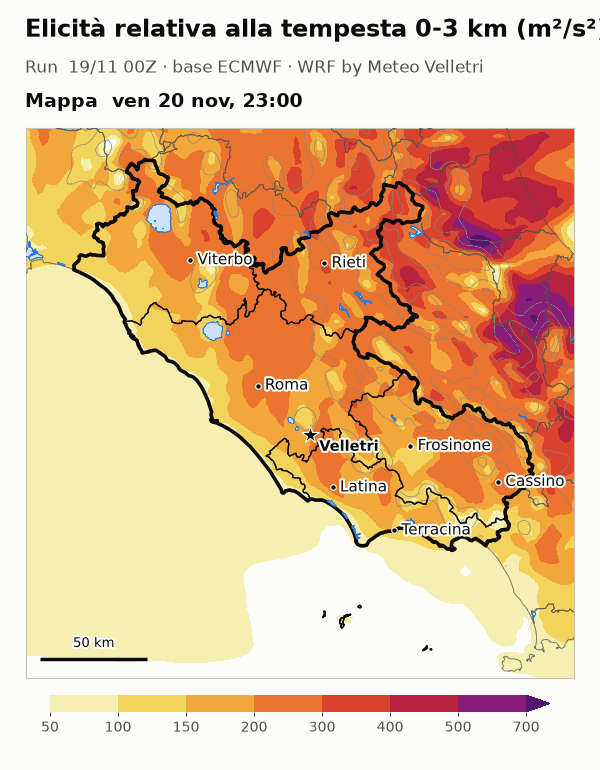 Elicità relativa alla tempesta 0-3 km (m²/s²)
Run 19/11 00Z · base ECMWF · WRF by Meteo Velletri
Mappa ven 20 nov, 23:00
Viterbo
Rieti
Roma
Velletri
Frosinone
Cassino
Latina
Terracina
50 km
50 100 150 200 300 400 500 700